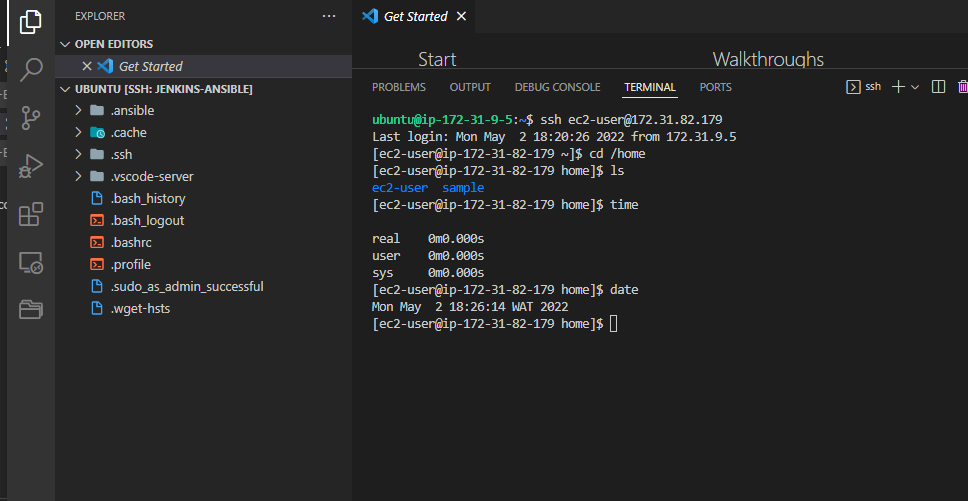 EXPLORER
OPEN EDITORS
Get Started
UBUNTU [SSH: JENKINS-ANSIBLE]
.ansible
.cache
.ssh
.vscode-server
.bash_history
.bash_logout
.bashrc
.profile
.sudo_as_admin_successful
.wget-hsts
Get Started
Start Walkthroughs
PROBLEMS OUTPUT DEBUG CONSOLE TERMINAL PORTS ssh
ubuntu@ip-172-31-9-5:~$ ssh ec2-user@172.31.82.179
Last login: Mon May  2 18:20:26 2022 from 172.31.9.5
[ec2-user@ip-172-31-82-179 ~]$ cd /home
[ec2-user@ip-172-31-82-179 home]$ ls
ec2-user  sample
[ec2-user@ip-172-31-82-179 home]$ time
real    0m0.000s
user    0m0.000s
sys     0m0.000s
[ec2-user@ip-172-31-82-179 home]$ date
Mon May  2 18:26:14 WAT 2022
[ec2-user@ip-172-31-82-179 home]$